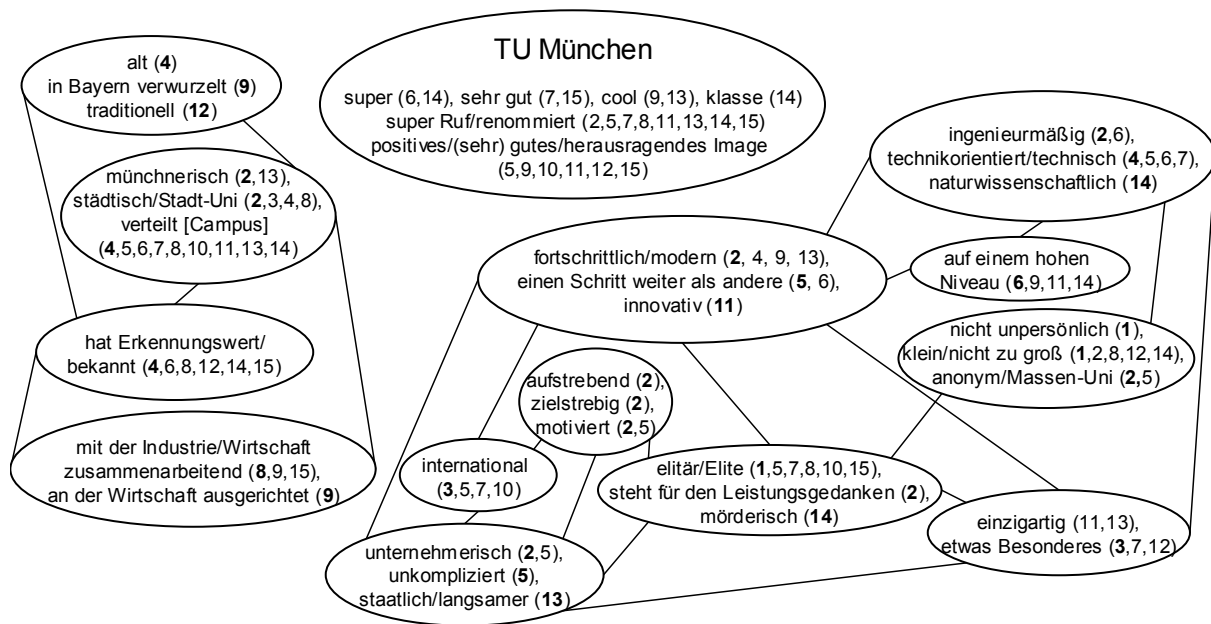 TU München
super (6,14), sehr gut (7,15), cool (9,13), klasse (14)
super Ruf/renommiert (2,5,7,8,11,13,14,15)
positives/(sehr) gutes/herausragendes Image
(5,9,10,11,12,15)
alt (4)
in Bayern verwurzelt (9)
traditionell (12)
münchnerisch (2,13),
städtisch/Stadt-Uni (2,3,4,8),
verteilt [Campus]
(4,5,6,7,8,10,11,13,14)
hat Erkennungswert/
bekannt (4,6,8,12,14,15)
mit der Industrie/Wirtschaft
zusammenarbeitend (8,9,15),
an der Wirtschaft ausgerichtet (9)
ingenieurmäßig (2,6),
technikorientiert/technisch (4,5,6,7),
naturwissenschaftlich (14)
fortschrittlich/modern (2, 4, 9, 13),
einen Schritt weiter als andere (5, 6),
innovativ (11)
auf einem hohen
Niveau (6,9,11,14)
nicht unpersönlich (1),
klein/nicht zu groß (1,2,8,12,14),
anonym/Massen-Uni (2,5)
aufstrebend (2),
zielstrebig (2),
motiviert (2,5)
international
(3,5,7,10)
elitär/Elite (1,5,7,8,10,15),
steht für den Leistungsgedanken (2),
mörderisch (14)
unternehmerisch (2,5),
unkompliziert (5),
staatlich/langsamer (13)
einzigartig (11,13),
etwas Besonderes (3,7,12)